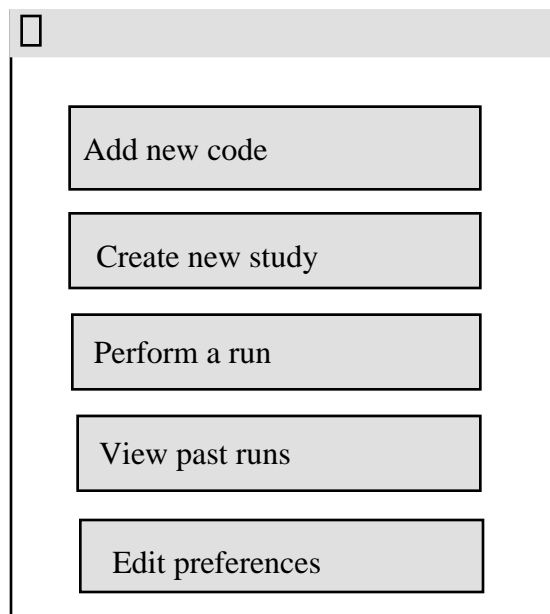 Add new code
Create new study
Perform a run
View past runs
Edit preferences